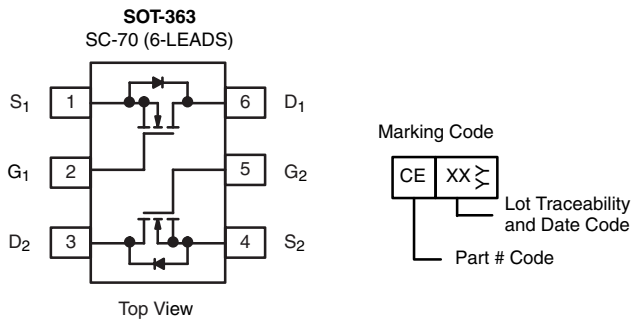 SOT-363
SC-70 (6-LEADS)
S1 1 6 D1
G1 2 5 G2
D2 3 4 S2
Top View
Marking Code
CE XX YY
Lot Traceability
and Date Code
Part # Code